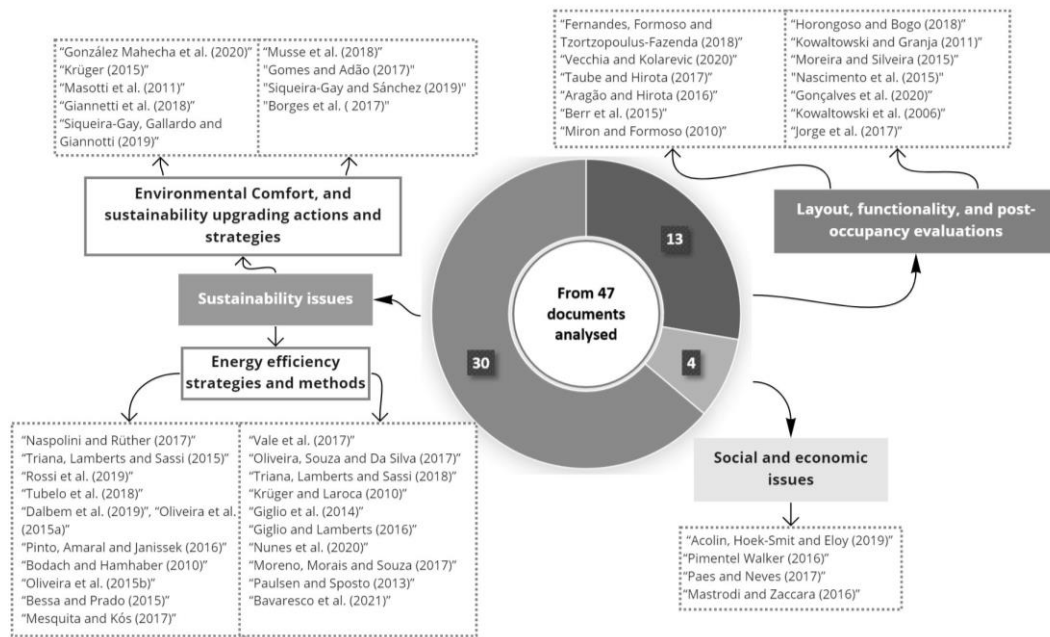 “González Mahecha et al. (2020)”
“Krüger (2015)”
“Masotti et al. (2011)”
“Giannetti et al. (2018)”
“Siqueira-Gay, Gallardo and
Giannotti (2019)”
“Musse et al. (2018)”
"Gomes and Adão (2017)"
"Siqueira-Gay and Sánchez (2019)"
"Borges et al. ( 2017)”
“Fernandes, Formoso and
Tzortzopoulus-Fazenda (2018)”
“Vecchia and Kolarevic (2020)”
“Taube and Hirota (2017)”
“Aragão and Hirota (2016)”
“Berr et al. (2015)”
“Miron and Formoso (2010)”
“Horongoso and Bogo (2018)”
“Kowaltowski and Granja (2011)”
“Moreira and Silveira (2015)”
"Nascimento et al. (2015)”
“Gonçalves et al. (2020)”
“Kowaltowski et al. (2006)”
"Jorge et al. (2017)”
Environmental Comfort, and
sustainability upgrading actions and
strategies
Sustainability issues
Energy efficiency
strategies and methods
13
30
4
From 47
documents
analysed
Layout, functionality, and post-
occupancy evaluations
Social and economic
issues
“Naspolini and Rüther (2017)”
“Triana, Lamberts and Sassi (2015)”
“Rossi et al. (2019)”
“Tubelo et al. (2018)”
“Dalbem et al. (2019)”, “Oliveira et al.
(2015a)”
“Pinto, Amaral and Janissek (2016)”
“Bodach and Hamhaber (2010)”
“Oliveira et al. (2015b)”
“Bessa and Prado (2015)”
“Mesquita and Kós (2017)”
“Vale et al. (2017)”
“Oliveira, Souza and Da Silva (2017)”
“Triana, Lamberts and Sassi (2018)”
“Krüger and Laroca (2010)”
“Giglio et al. (2014)”
“Giglio and Lamberts (2016)”
“Nunes et al. (2020)”
“Moreno, Morais and Souza (2017)”
“Paulsen and Sposto (2013)”
“Bavaresco et al. (2021)”
“Acolin, Hoek-Smit and Eloy (2019)”
“Pimentel Walker (2016)”
“Paes and Neves (2017)”
“Mastrodi and Zaccara (2016)”